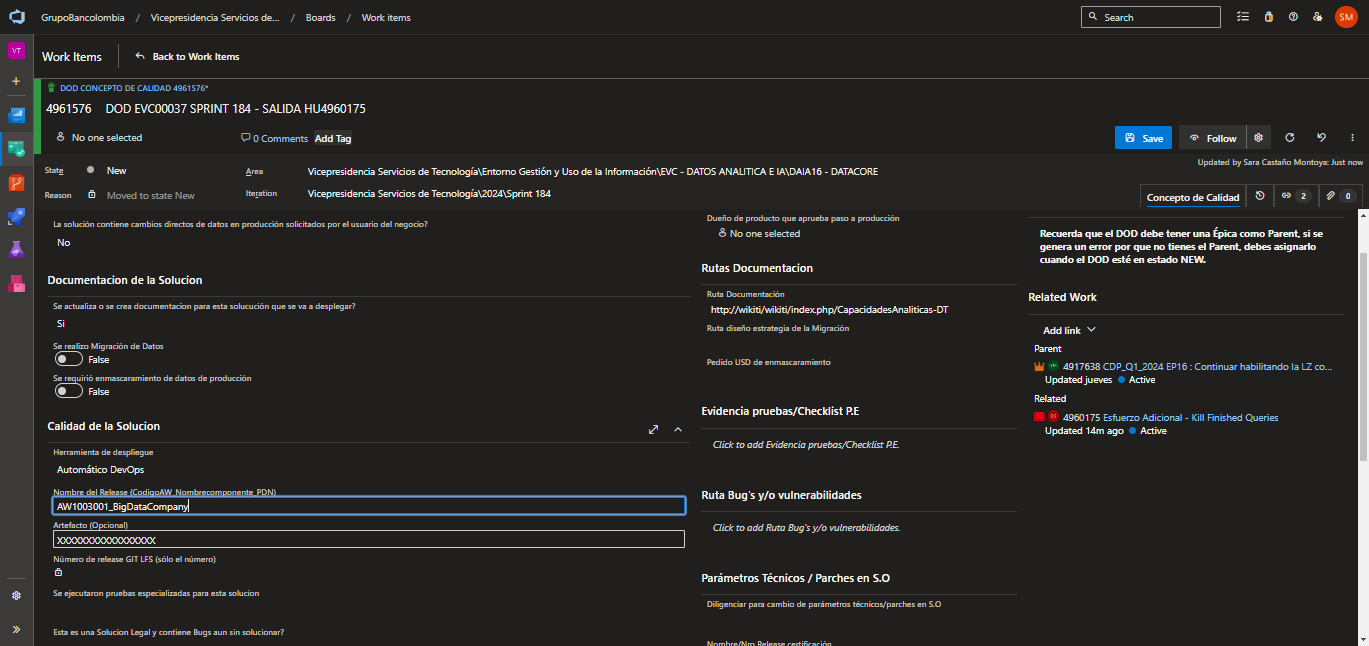 GrupoBancolombia / Vicepresidencia Servicios de... / Boards / Work items
Search
SM
VT
Work Items
Back to Work Items
DOD CONCEPTO DE CALIDAD 4961576*
4961576 DOD EVC00037 SPRINT 184 - SALIDA HU4960175
No one selected
0 Comments
Add Tag
Save
Follow
Updated by Sara Castaño Montoya: Just now
State
New
Area
Vicepresidencia Servicios de Tecnología\Entorno Gestión y Uso de la Información\EVC - DATOS ANALITICA E IA\DAIA16 - DATACORE
Reason
Moved to state New
Iteration
Vicepresidencia Servicios de Tecnología\2024\Sprint 184
Concepto de Calidad
2
0
La solución contiene cambios directos de datos en producción solicitados por el usuario del negocio?
No
Documentacion de la Solucion
Se actualiza o se crea documentacion para esta solucución que se va a desplegar?
Si
Se realizo Migración de Datos
False
Se requirió enmascaramiento de datos de producción
False
Calidad de la Solucion
Herramienta de despliegue
Automático DevOps
Nombre del Release (CodigoAW_Nombrecomponente_PDN)
AW1003001_BigDataCompany
Artefacto (Opcional)
XXXXXXXXXXXXXXXXXX
Número de release GIT LFS (sólo el número)
Se ejecutaron pruebas especializadas para esta solucion
Esta es una Solucion Legal y contiene Bugs aun sin solucionar?
Dueño de producto que aprueba paso a producción
No one selected
Rutas Documentacion
Ruta Documentación
http://wikiti/wikiti/index.php/CapacidadesAnaliticas-DT
Ruta diseño estrategia de la Migración
Pedido USD de enmascaramiento
Evidencia pruebas/Checklist P.E
Click to add Evidencia pruebas/Checklist P.E.
Ruta Bug's y/o vulnerabilidades
Click to add Ruta Bug's y/o vulnerabilidades.
Parámetros Técnicos / Parches en S.O
Diligenciar para cambio de parámetros técnicos/parches en S.O
Nombre/Nro Release certificación
Recuerda que el DOD debe tener una Épica como Parent, si se
genera un error por que no tienes el Parent, debes asignarlo
cuando el DOD esté en estado NEW.
Related Work
Add link
Parent
4917638 CDP_Q1_2024 EP16 : Continuar habilitando la LZ co...
Updated jueves Active
Related
4960175 Esfuerzo Adicional - Kill Finished Queries
Updated 14m ago Active